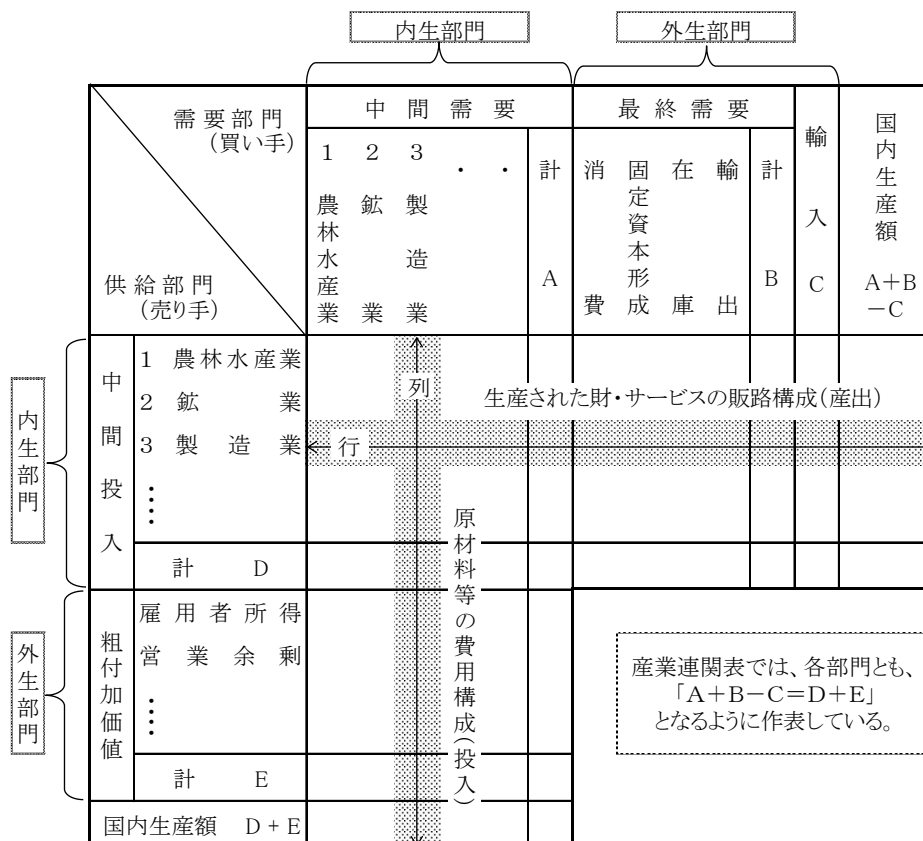 内生部門
外生部門
需要部門
(買い手)
供給部門
(売り手)
中間需要
1 農林水産業
2 鉱業
3 製造業
・
・
計 A
最終需要
消費
固定資本形成
在庫
輸出
計 B
輸入 C
国内生産額 A+B
-C
内生部門
中間投入
1 農林水産業
2 鉱業
3 製造業
⋮
計 D
列
生産された財・サービスの販路構成(産出)
行
原材料等の費用構成(投入)
外生部門
粗付加価値
雇用者所得
営業余剰
⋮
計 E
国内生産額 D+E
産業連関表では、各部門とも、
「A+B-C=D+E」
となるように作表している。